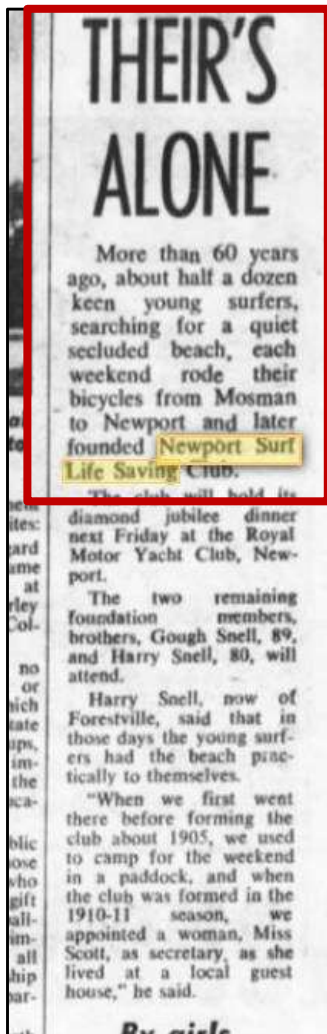 THEIR'S
ALONE
More than 60 years
ago, about half a dozen
keen young surfers,
searching for a quiet
secluded beach, each
weekend rode their
bicycles from Mosman
to Newport and later
founded Newport Surf
Life Saving Club.
The club will hold its
diamond jubilee dinner
next Friday at the Royal
Motor Yacht Club, New-
port.
The two remaining
foundation members,
brothers, Gough Snell, 89,
and Harry Snell, 80, will
attend.
Harry Snell, now of
Forestville, said that in
those days the young surf-
ers had the beach prac-
tically to themselves.
"When we first went
there before forming the
club about 1905, we used
to camp for the weekend
in a paddock, and when
the club was formed in the
1910-11 season, we
appointed a woman, Miss
Scott, as secretary, as she
lived at a local guest
house," he said.
By girls